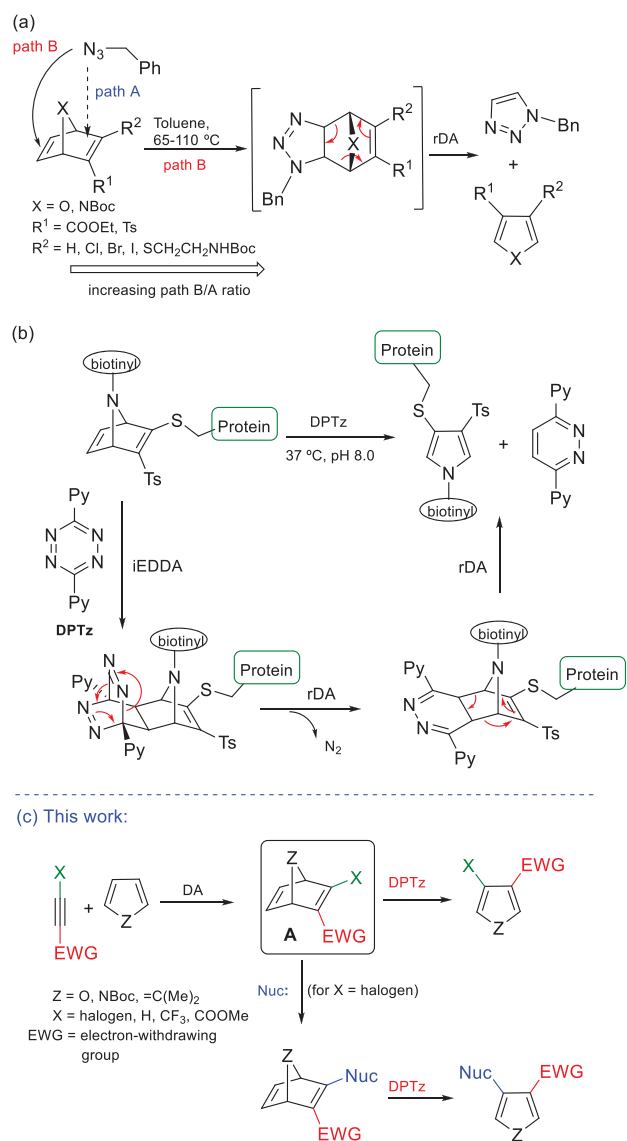 (a)
path B
N3
Ph
path A
X
R2
R1
Toluene,
65-110 ºC
path B
N
N
N
Bn
X
R2
R1
rDA
N
N
N
Bn
+
R1
R2
X
X = O, NBoc
R1 = COOEt, Ts
R2 = H, Cl, Br, I, SCH2CH2NHBoc
increasing path B/A ratio
(b)
biotinyl
N
S
Protein
Ts
DPTz
37 ºC, pH 8.0
Protein
S
Ts
N
biotinyl
+
Py
N
N
Py
Py
N
N
N
N
Py
DPTz
iEDDA
rDA
biotinyl
N
Protein
S
Ts
N
N
N
N
Py
Py
rDA
N2
biotinyl
N
Protein
S
Ts
Py
N
N
Py
(c) This work:
X
EWG
+
Z
DA
Z
X
EWG
A
DPTz
X
EWG
Z
Z = O, NBoc, =C(Me)2
X = halogen, H, CF3, COOMe
EWG = electron-withdrawing
group
Nuc: (for X = halogen)
Z
Nuc
EWG
DPTz
Nuc
EWG
Z